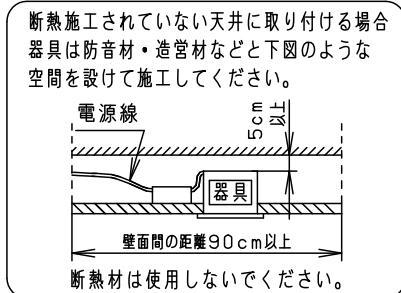 断熱施工されていない天井に取り付ける場合
器具は防音材・造営材などと下図のような
空間を設けて施工してください。
電源線
5cm
以上
器具
壁面間の距離90cm以上
断熱材は使用しないでください。